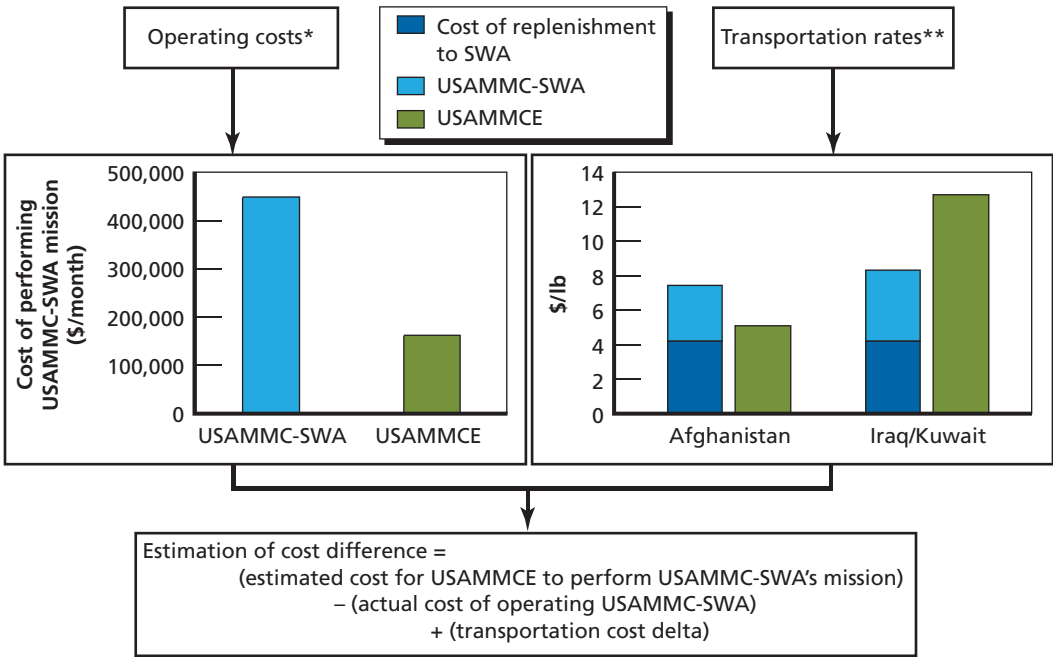 Operating costs*
Cost of replenishment
to SWA
USAMMC-SWA
USAMMCE
Transportation rates**
Cost of performing
USAMMC-SWA mission
($/month)
500,000
400,000
300,000
200,000
100,000
0
USAMMC-SWA USAMMCE
$/lb
14
12
10
8
6
4
2
0
Afghanistan Iraq/Kuwait
Estimation of cost difference =
(estimated cost for USAMMCE to perform USAMMC-SWA's mission)
– (actual cost of operating USAMMC-SWA)
+ (transportation cost delta)